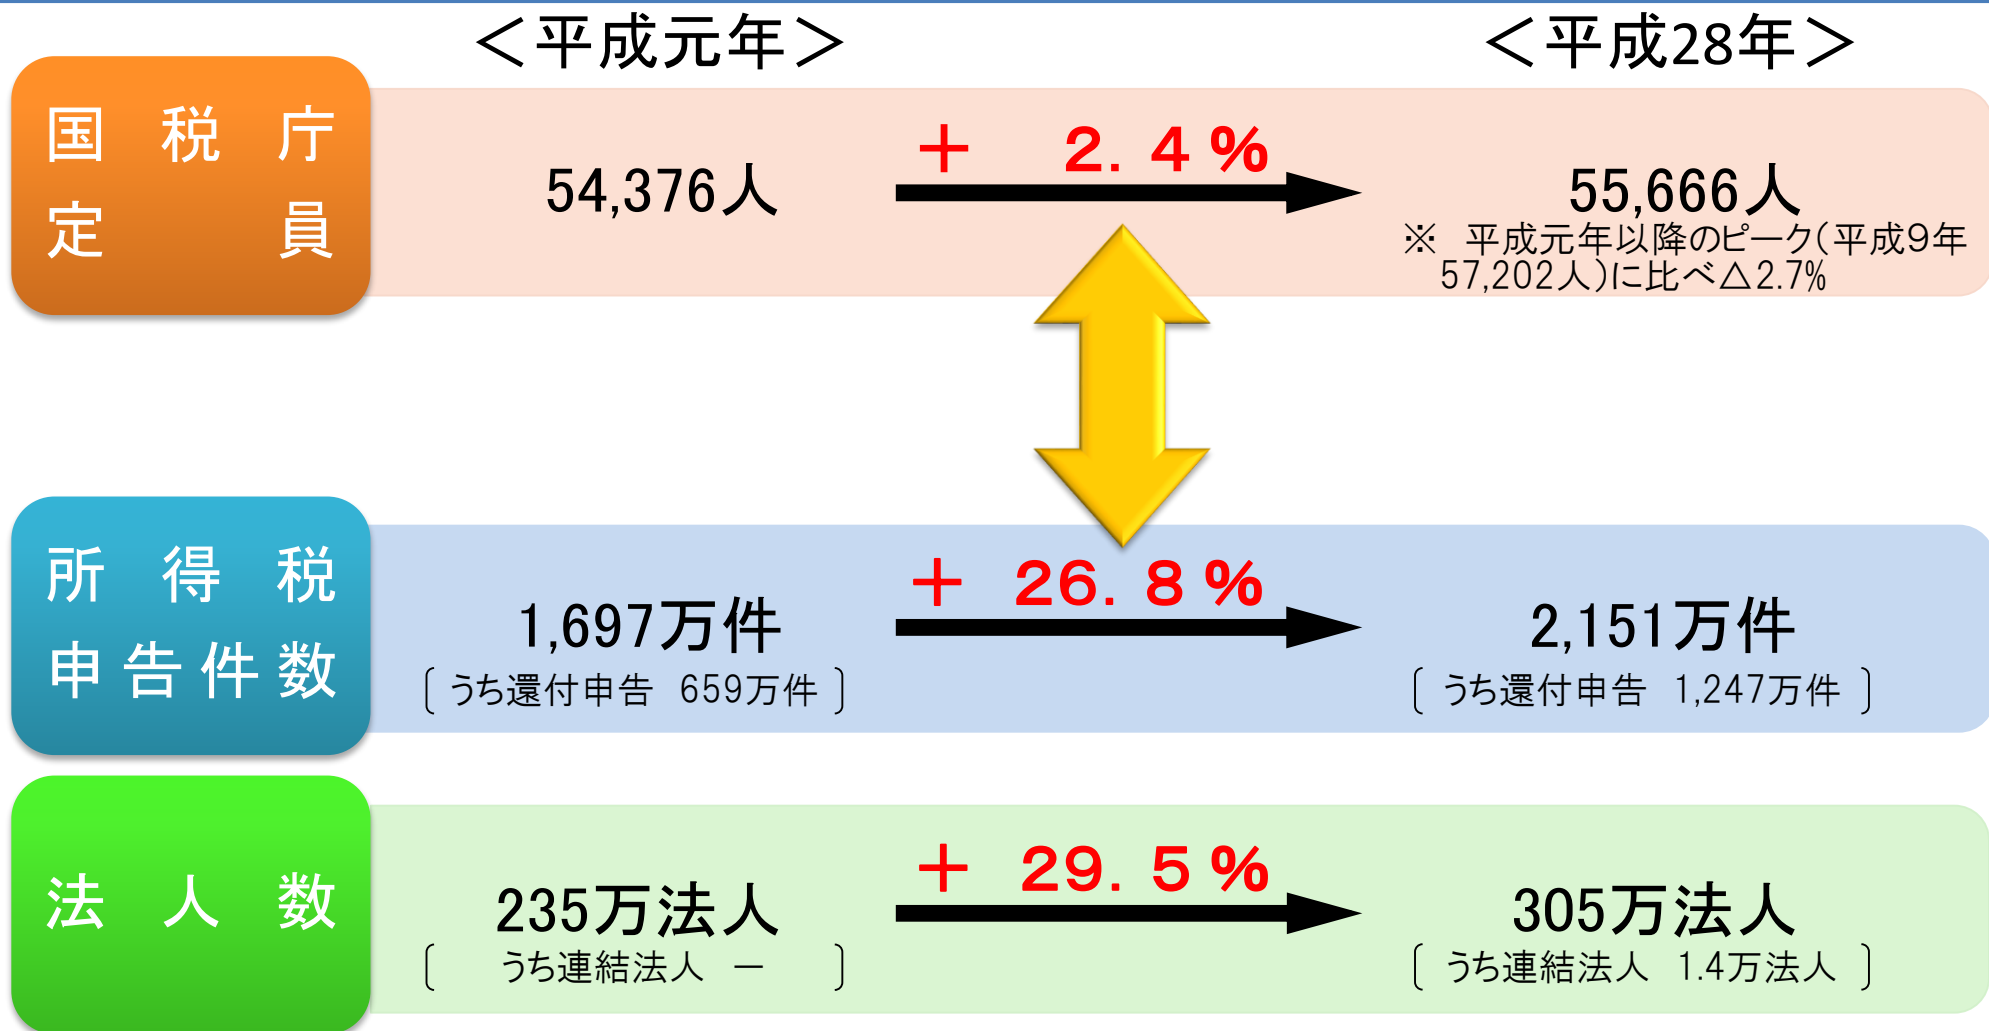 ＜平成元年＞
＜平成28年＞
国税庁
定員
54,376人
＋ 2．4％
55,666人
※ 平成元年以降のピーク（平成9年
57,202人）に比べ△2.7%
所得税
申告件数
1,697万件
〔 うち還付申告 659万件 〕
＋ 26．8％
2,151万件
〔 うち還付申告 1,247万件 〕
法人数
235万法人
〔 うち連結法人 － 〕
＋ 29．5％
305万法人
〔 うち連結法人 1.4万法人 〕